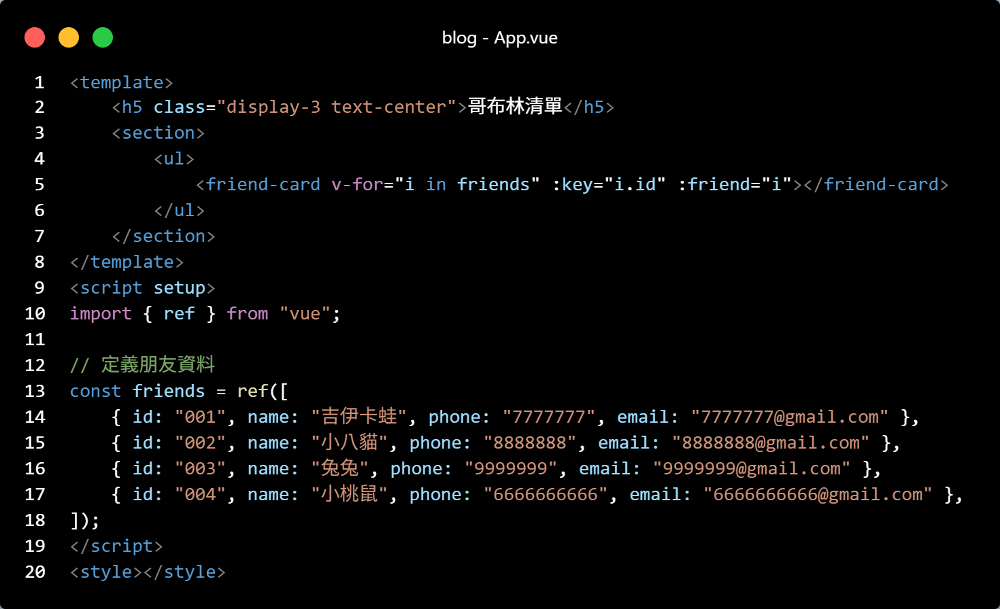 blog - App.vue
1 <template>
2     <h5 class="display-3 text-center">哥布林清單</h5>
3     <section>
4         <ul>
5             <friend-card v-for="i in friends" :key="i.id" :friend="i"></friend-card>
6         </ul>
7     </section>
8 </template>
9 <script setup>
10 import { ref } from "vue";
11
12 // 定義朋友資料
13 const friends = ref([
14     { id: "001", name: "吉伊卡蛙", phone: "7777777", email: "7777777@gmail.com" },
15     { id: "002", name: "小八貓", phone: "8888888", email: "8888888@gmail.com" },
16     { id: "003", name: "兔兔", phone: "9999999", email: "9999999@gmail.com" },
17     { id: "004", name: "小桃鼠", phone: "6666666666", email: "6666666666@gmail.com" },
18 ]);
19 </script>
20 <style></style>